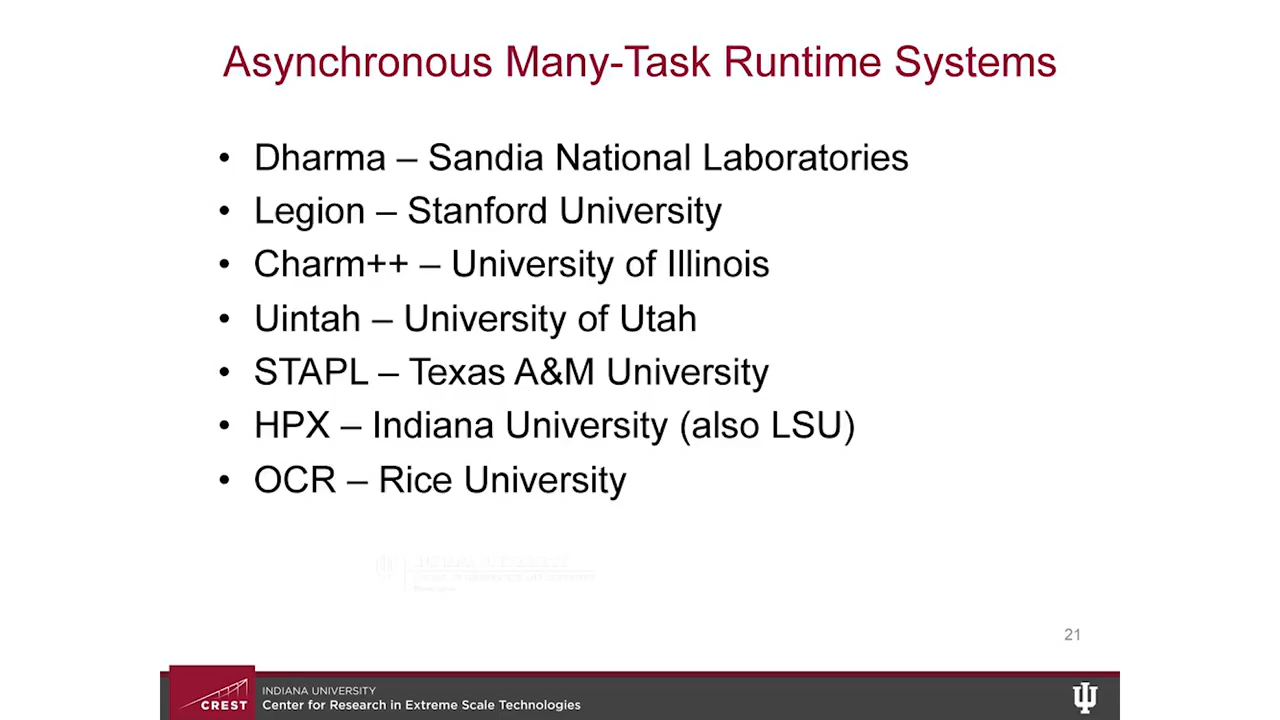 Asynchronous Many-Task Runtime Systems
• Dharma – Sandia National Laboratories
• Legion – Stanford University
• Charm++ – University of Illinois
• Uintah – University of Utah
• STAPL – Texas A&M University
• HPX – Indiana University (also LSU)
• OCR – Rice University
21
CREST
INDIANA UNIVERSITY
Center for Research in Extreme Scale Technologies